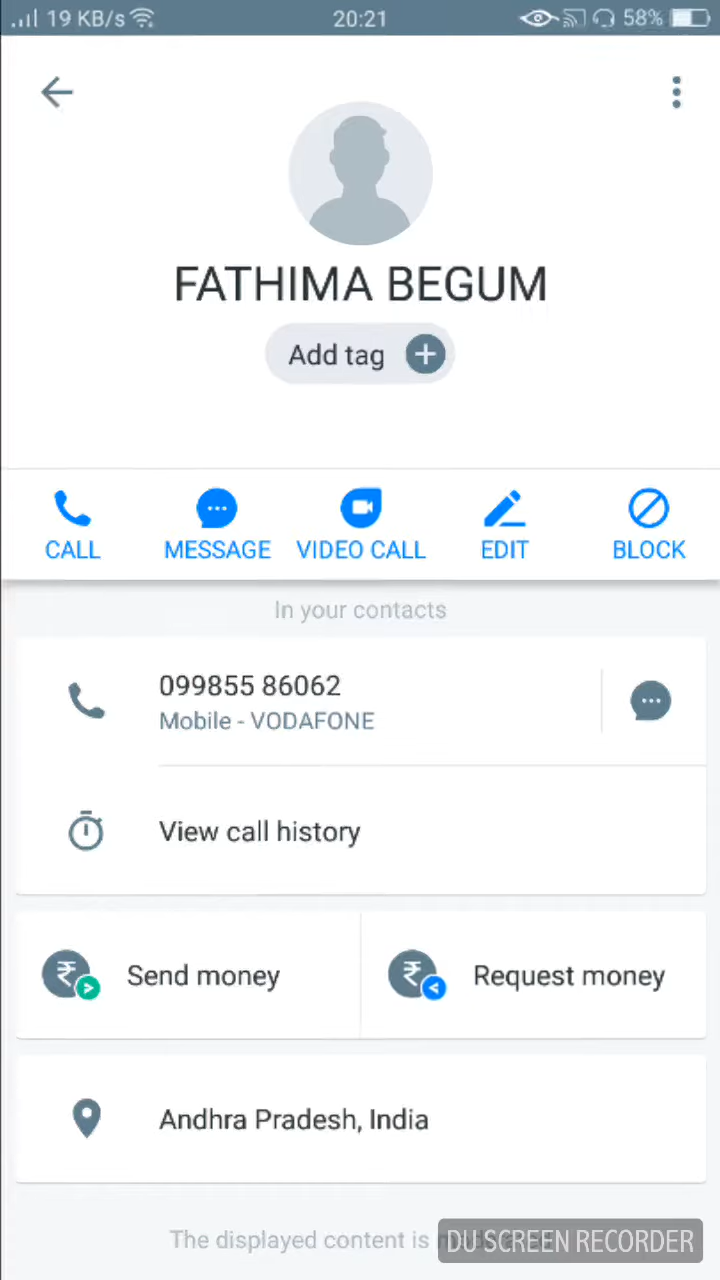 19 KB/s 20:21 58%
FATHIMA BEGUM
Add tag
CALL MESSAGE VIDEO CALL EDIT BLOCK
In your contacts
099855 86062
Mobile - VODAFONE
View call history
Send money Request money
Andhra Pradesh, India
The displayed content is
DU SCREEN RECORDER